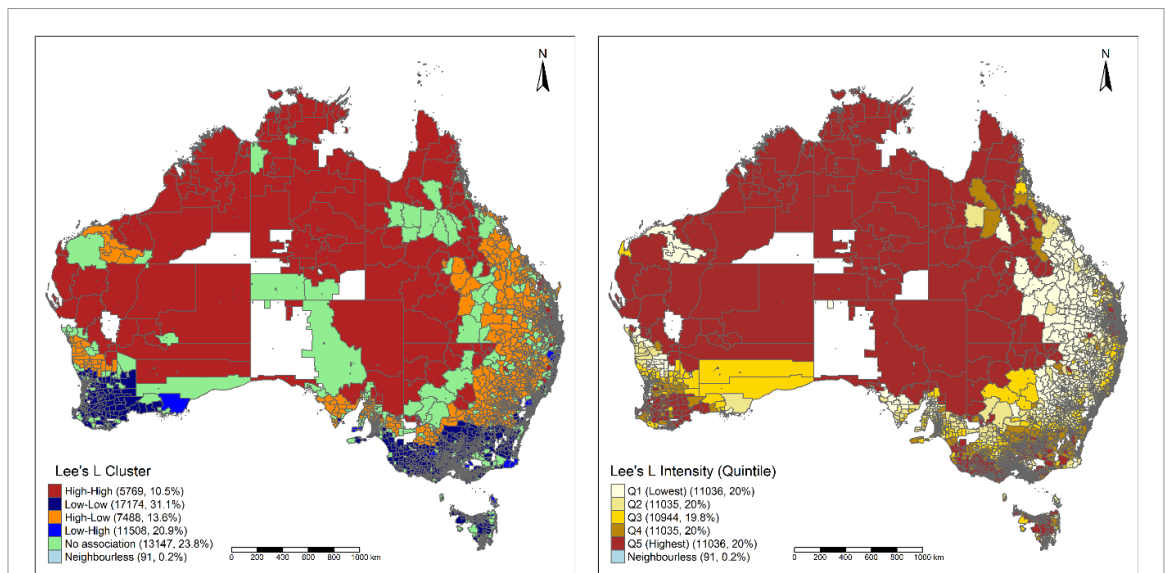 N
Lee's L Cluster
High-High (5769, 10.5%)
Low-Low (17174, 31.1%)
High-Low (7488, 13.6%)
Low-High (11508, 20.9%)
No association (13147, 23.8%)
Neighbourless (91, 0.2%)
0 200 400 600 800 1000 km
N
Lee's L Intensity (Quintile)
Q1 (Lowest) (11036, 20%)
Q2 (11035, 20%)
Q3 (10944, 19.8%)
Q4 (11035, 20%)
Q5 (Highest) (11036, 20%)
Neighbourless (91, 0.2%)
0 200 400 600 800 1000 km